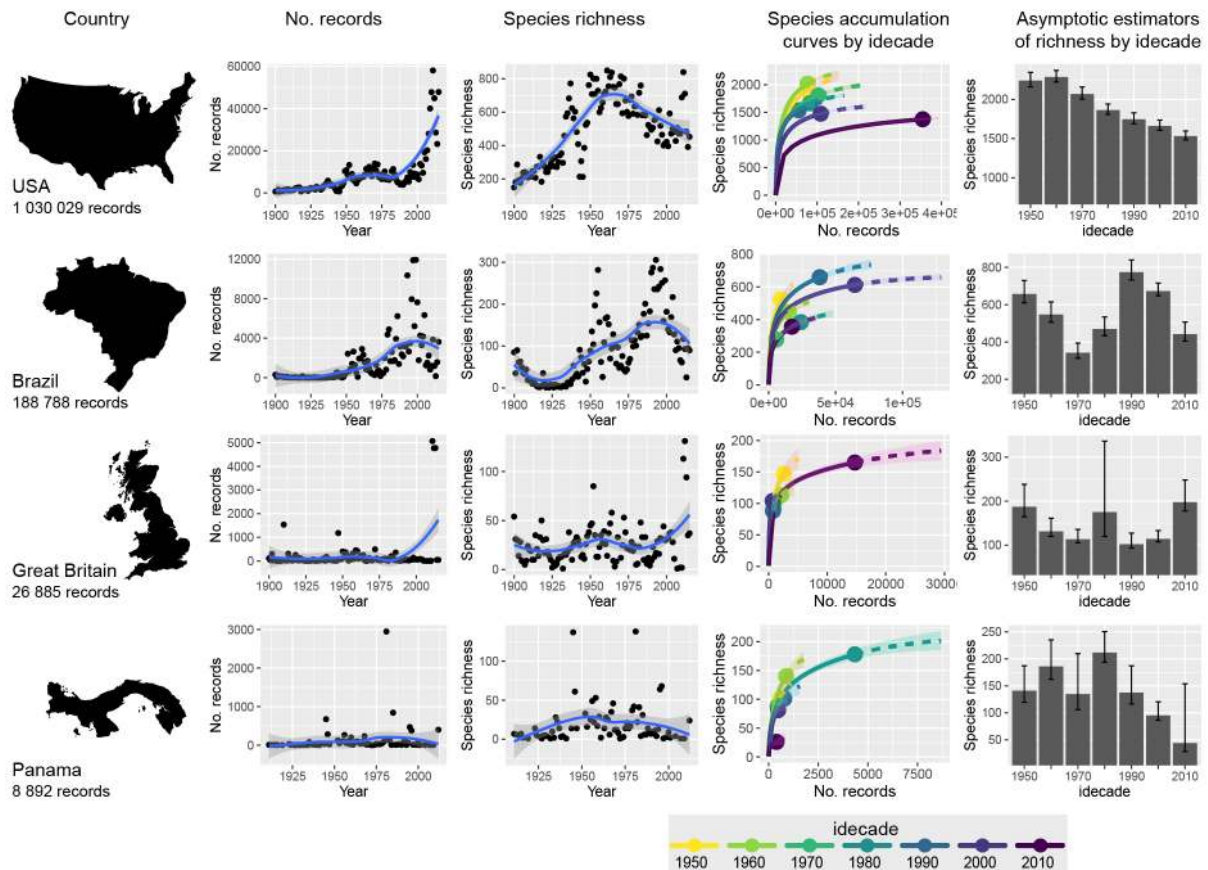 Country
No. records
Species richness
Species accumulation
curves by idecade
Asymptotic estimators
of richness by idecade
USA
1 030 029 records
No. records
60000
40000
20000
0
1900 1925 1950 1975 2000
Year
Species richness
800
600
400
200
1900 1925 1950 1975 2000
Year
Species richness
2000
1500
1000
500
0
0e+00 1e+05 2e+05 3e+05 4e+05
No. records
Species richness
2000
1500
1000
1950 1970 1990 2010
idecade
Brazil
188 788 records
No. records
12000
8000
4000
0
1900 1925 1950 1975 2000
Year
Species richness
300
200
100
0
1900 1925 1950 1975 2000
Year
Species richness
800
600
400
200
0
0e+00 5e+04 1e+05
No. records
Species richness
800
600
400
200
1950 1970 1990 2010
idecade
Great Britain
26 885 records
No. records
5000
4000
3000
2000
1000
0
1900 1925 1950 1975 2000
Year
Species richness
100
50
0
1900 1925 1950 1975 2000
Year
Species richness
200
150
100
50
0
0 10000 20000 30000
No. records
Species richness
300
200
100
1950 1970 1990 2010
idecade
Panama
8 892 records
No. records
3000
2000
1000
0
1925 1950 1975 2000
Year
Species richness
100
50
0
1925 1950 1975 2000
Year
Species richness
200
150
100
50
0
0 2500 5000 7500
No. records
Species richness
250
200
150
100
50
1950 1970 1990 2010
idecade
idecade
1950 1960 1970 1980 1990 2000 2010